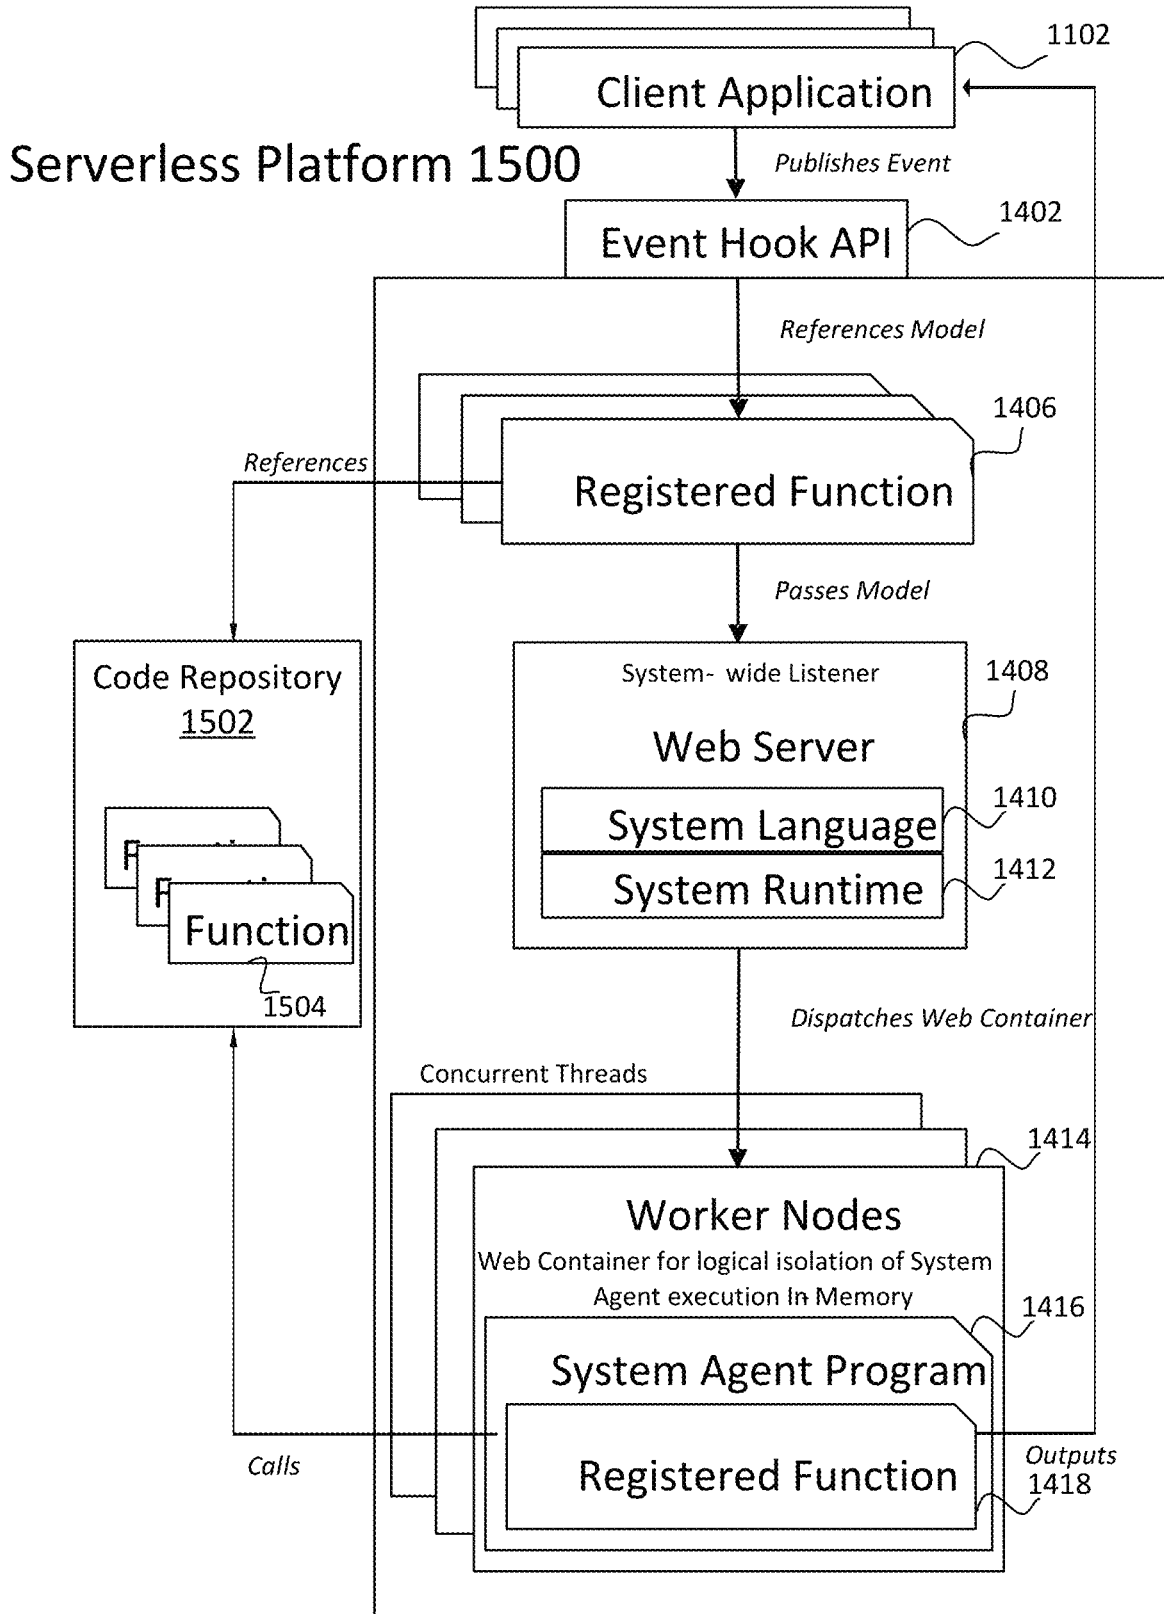 1102
Client Application
Serverless Platform 1500
Publishes Event
1402
Event Hook API
References Model
1406
References
Registered Function
Passes Model
Code Repository
1502
System- wide Listener
1408
Web Server
1410
System Language
1412
System Runtime
Function
1504
Dispatches Web Container
Concurrent Threads
1414
Worker Nodes
Web Container for logical isolation of System
Agent execution In- Memory
1416
System Agent Program
Calls
Registered Function
Outputs
1418